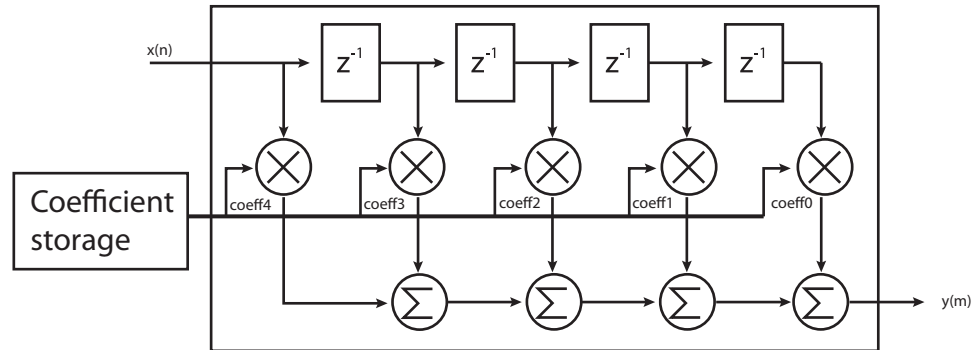 x(n)
z-1
z-1
z-1
z-1
Coefficient
storage
coeff4
coeff3
coeff2
coeff1
coeff0
Σ
Σ
Σ
Σ
y(m)